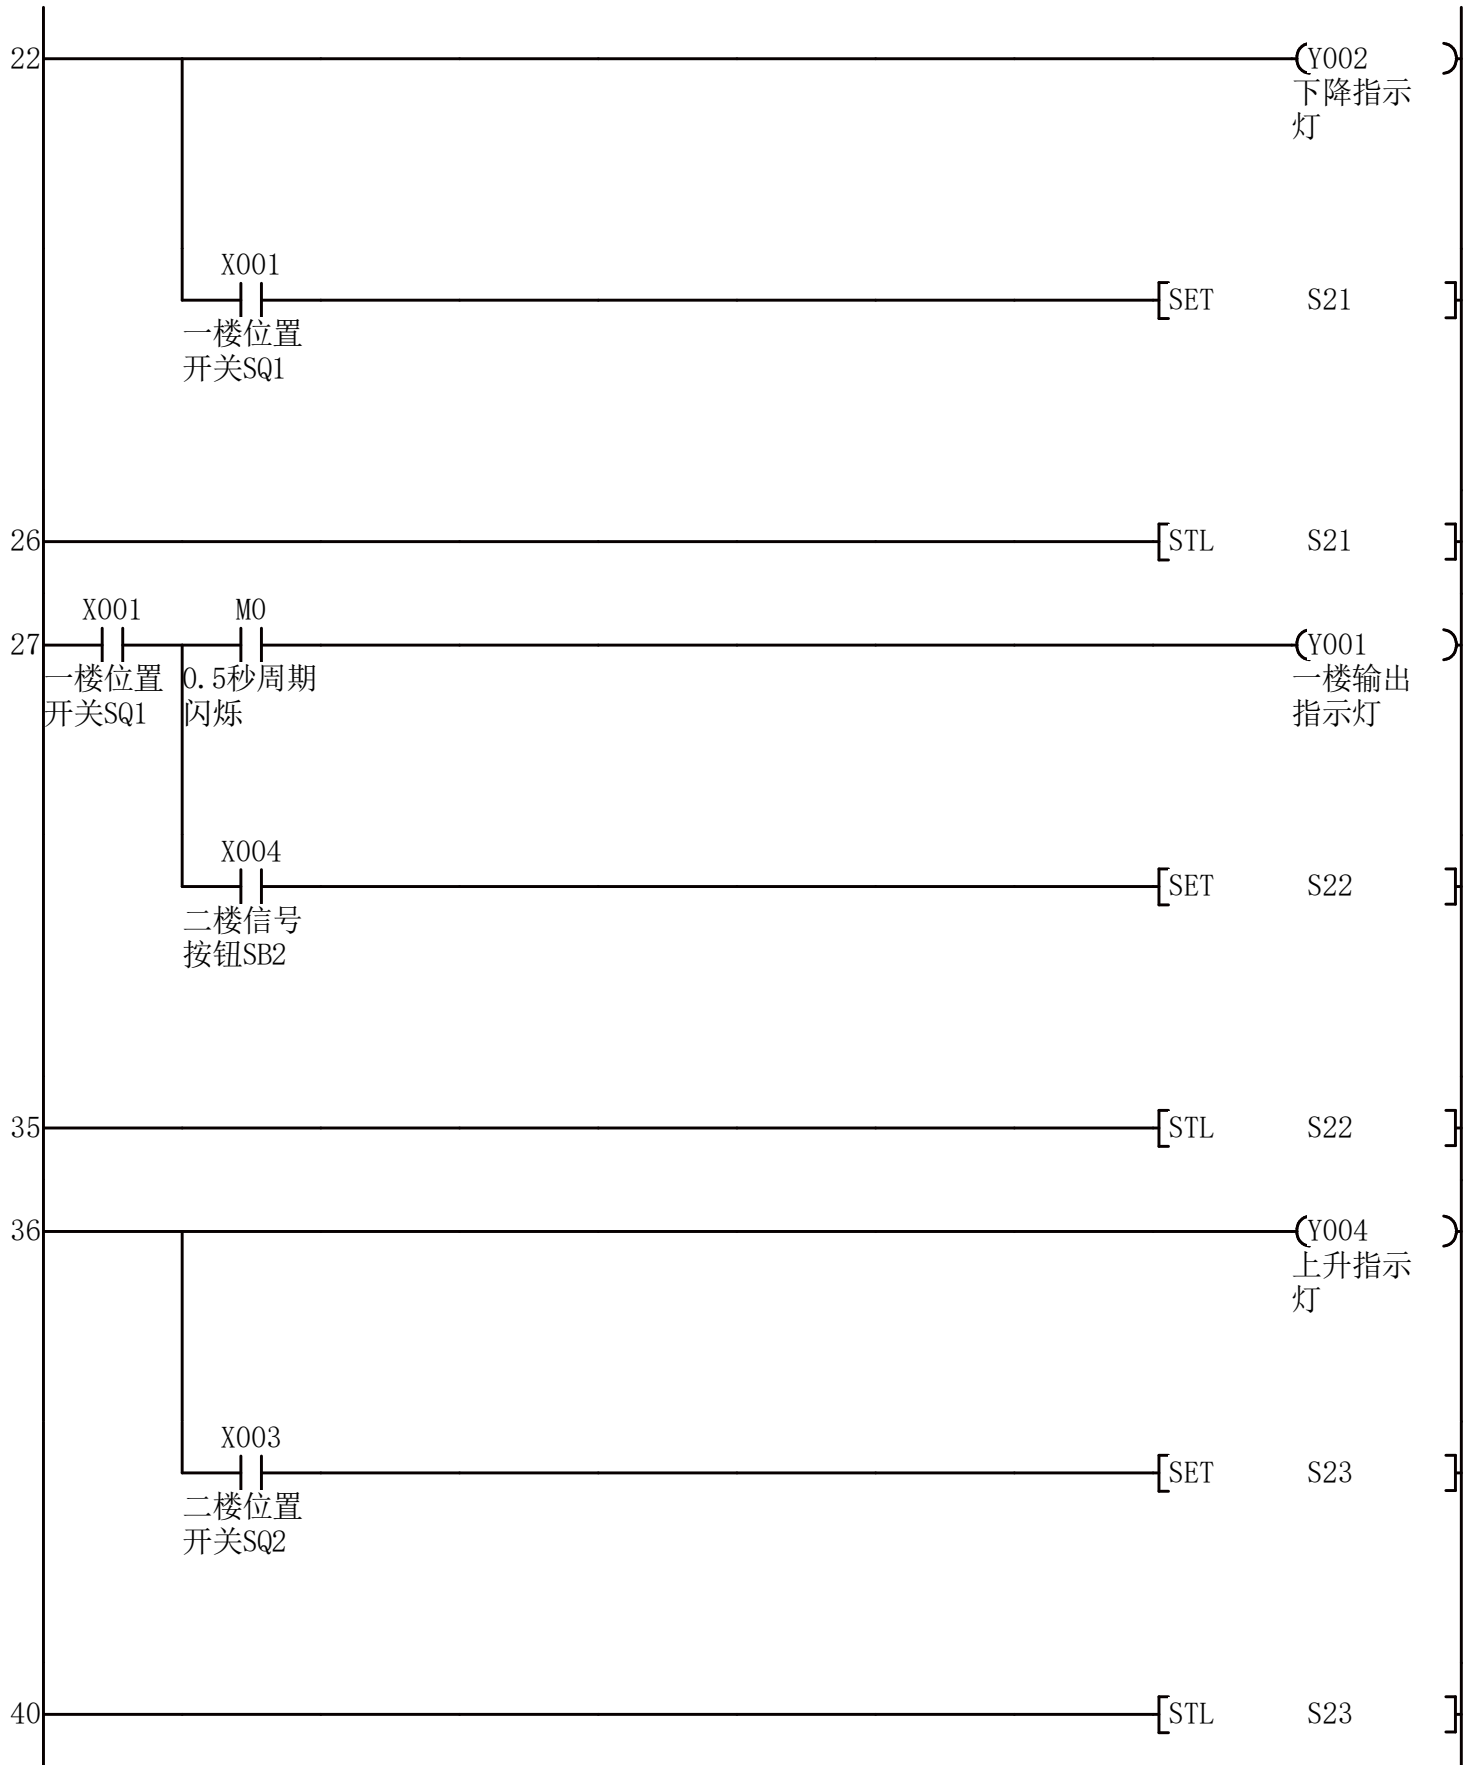 22
Y002
下降指示
灯
X001
SET S21
一楼位置
开关SQ1
26
STL S21
X001 M0
27
Y001
一楼位置 0.5秒周期
一楼输出
开关SQ1 闪烁
指示灯
X004
SET S22
二楼信号
按钮SB2
35
STL S22
36
Y004
上升指示
灯
X003
SET S23
二楼位置
开关SQ2
40
STL S23